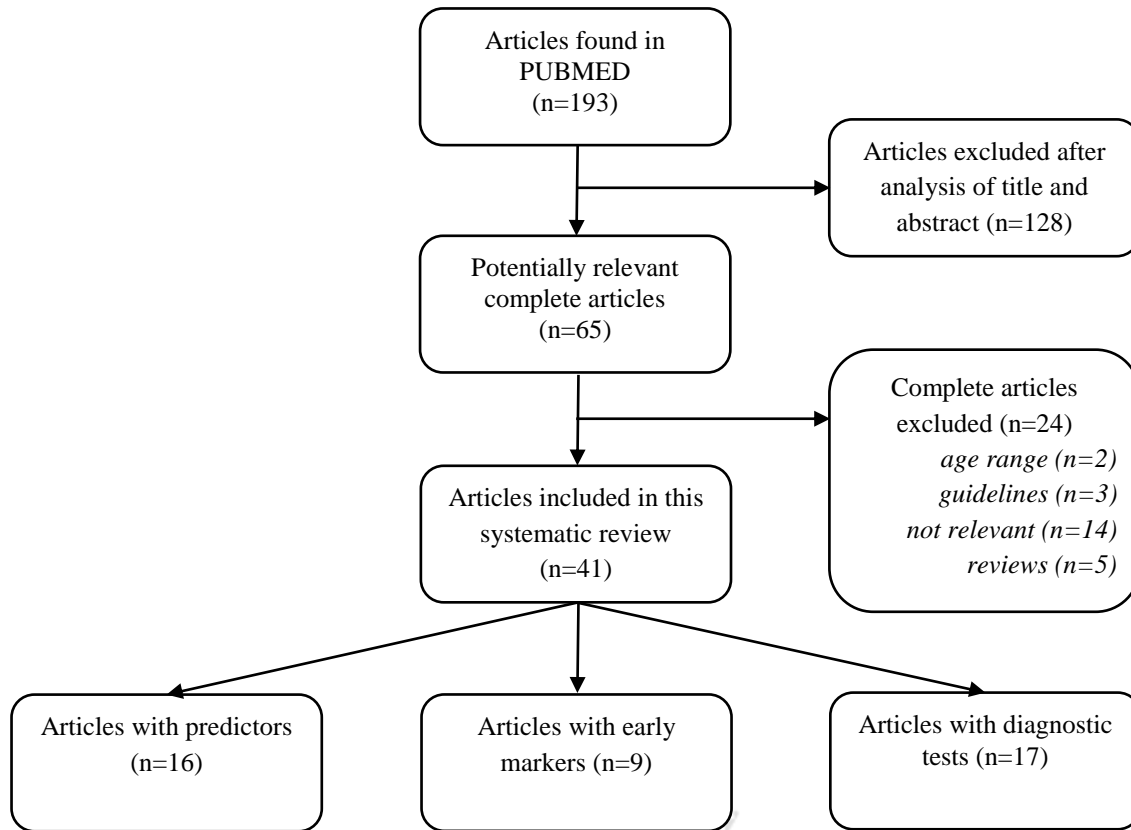 Articles found in
PUBMED
(n=193)
Articles excluded after
analysis of title and
abstract (n=128)
Potentially relevant
complete articles
(n=65)
Complete articles
excluded (n=24)
age range (n=2)
guidelines (n=3)
not relevant (n=14)
reviews (n=5)
Articles included in this
systematic review
(n=41)
Articles with predictors
(n=16)
Articles with early
markers (n=9)
Articles with diagnostic
tests (n=17)